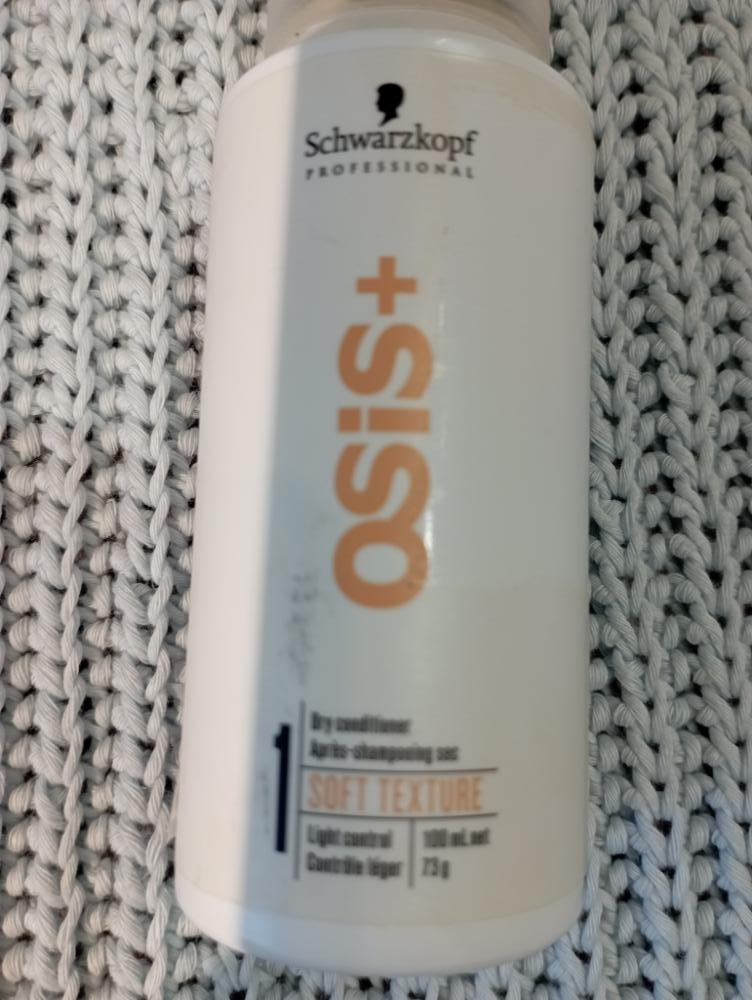 Schwarzkopf
PROFESSIONAL
OSiS+
1
Dry conditioner
Après-shampooing sec
SOFT TEXTURE
Light control
Contrôle léger
100 mL net
73 g